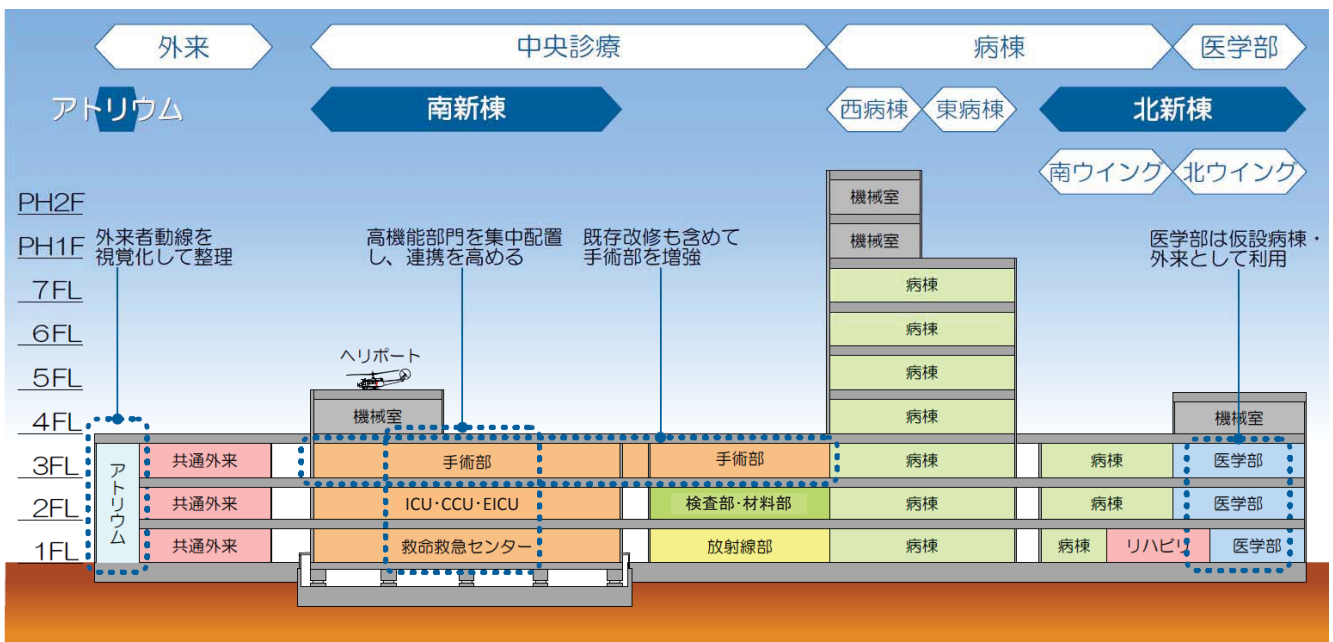 外来
中央診療
病棟
医学部
アトリウム
南新棟
西病棟
東病棟
北新棟
南ウイング
北ウイング
PH2F
PH1F
7FL
6FL
5FL
4FL
3FL
2FL
1FL
外来者動線を
視覚化して整理
高機能部門を集中配置
し、連携を高める
既存改修も含めて
手術部を増強
医学部は仮設病棟・
外来として利用
機械室
機械室
病棟
病棟
病棟
ヘリポート
機械室
病棟
機械室
アトリウム
共通外来
手術部
手術部
病棟
病棟
医学部
共通外来
ICU・CCU・EICU
検査部・材料部
病棟
病棟
医学部
共通外来
救命救急センター
放射線部
病棟
病棟
リハビリ
医学部